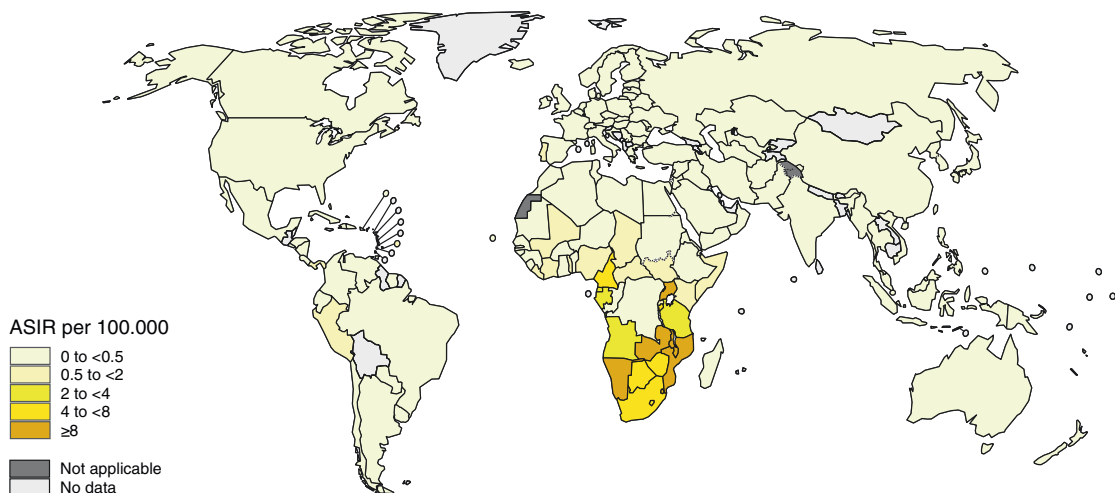 ASIR per 100.000
0 to <0.5
0.5 to <2
2 to <4
4 to <8
≥8
Not applicable
No data